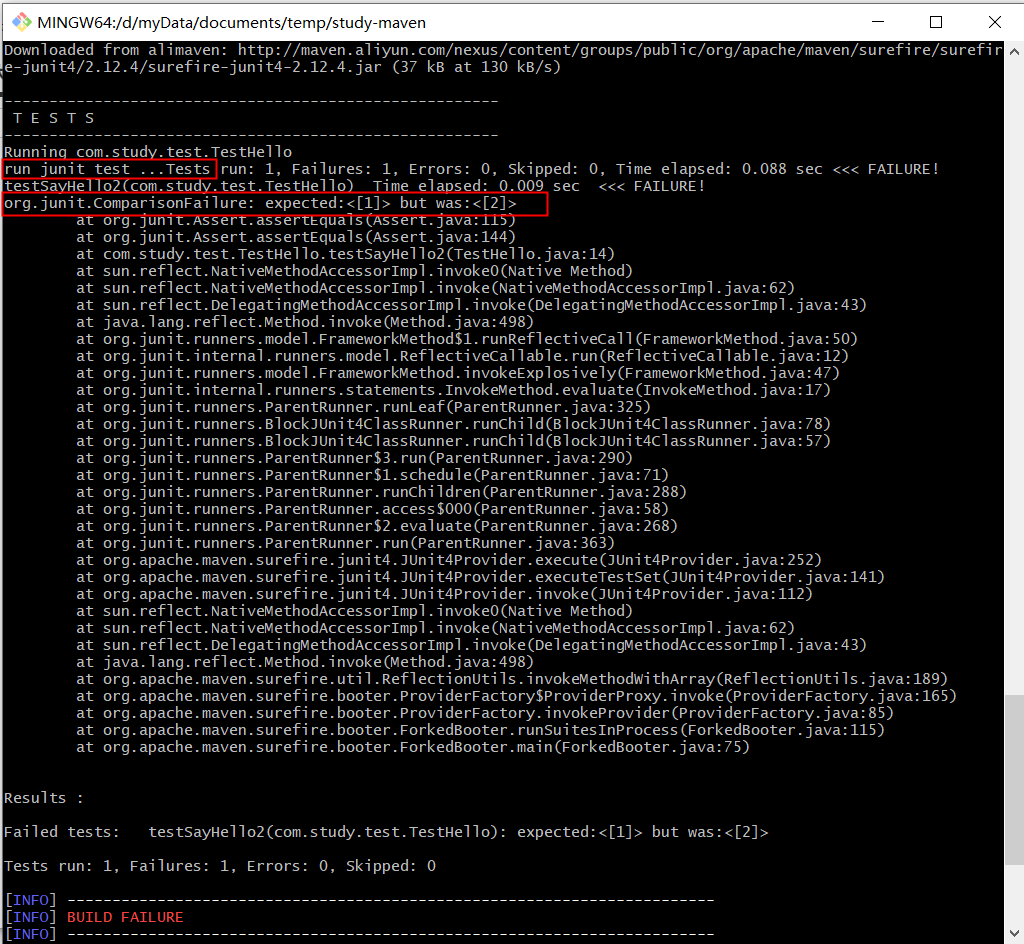 MINGW64:/d/myData/documents/temp/study-maven
Downloaded from alimaven: http://maven.aliyun.com/nexus/content/groups/public/org/apache/maven/surefire/surefir
e-junit4/2.12.4/surefire-junit4-2.12.4.jar (37 kB at 130 kB/s)
-------------------------------------------------------
T E S T S
-------------------------------------------------------
Running com.study.test.TestHello
run junit test ...Tests run: 1, Failures: 1, Errors: 0, Skipped: 0, Time elapsed: 0.088 sec <<< FAILURE!
testSayHello2(com.study.test.TestHello)  Time elapsed: 0.009 sec  <<< FAILURE!
org.junit.ComparisonFailure: expected:<[1]> but was:<[2]>
at org.junit.Assert.assertEquals(Assert.java:115)
at org.junit.Assert.assertEquals(Assert.java:144)
at com.study.test.TestHello.testSayHello2(TestHello.java:14)
at sun.reflect.NativeMethodAccessorImpl.invoke0(Native Method)
at sun.reflect.NativeMethodAccessorImpl.invoke(NativeMethodAccessorImpl.java:62)
at sun.reflect.DelegatingMethodAccessorImpl.invoke(DelegatingMethodAccessorImpl.java:43)
at java.lang.reflect.Method.invoke(Method.java:498)
at org.junit.runners.model.FrameworkMethod$1.runReflectiveCall(FrameworkMethod.java:50)
at org.junit.internal.runners.model.ReflectiveCallable.run(ReflectiveCallable.java:12)
at org.junit.runners.model.FrameworkMethod.invokeExplosively(FrameworkMethod.java:47)
at org.junit.internal.runners.statements.InvokeMethod.evaluate(InvokeMethod.java:17)
at org.junit.runners.ParentRunner.runLeaf(ParentRunner.java:325)
at org.junit.runners.BlockJUnit4ClassRunner.runChild(BlockJUnit4ClassRunner.java:78)
at org.junit.runners.BlockJUnit4ClassRunner.runChild(BlockJUnit4ClassRunner.java:57)
at org.junit.runners.ParentRunner$3.run(ParentRunner.java:290)
at org.junit.runners.ParentRunner$1.schedule(ParentRunner.java:71)
at org.junit.runners.ParentRunner.runChildren(ParentRunner.java:288)
at org.junit.runners.ParentRunner.access$000(ParentRunner.java:58)
at org.junit.runners.ParentRunner$2.evaluate(ParentRunner.java:268)
at org.junit.runners.ParentRunner.run(ParentRunner.java:363)
at org.apache.maven.surefire.junit4.JUnit4Provider.execute(JUnit4Provider.java:252)
at org.apache.maven.surefire.junit4.JUnit4Provider.executeTestSet(JUnit4Provider.java:141)
at org.apache.maven.surefire.junit4.JUnit4Provider.invoke(JUnit4Provider.java:112)
at sun.reflect.NativeMethodAccessorImpl.invoke0(Native Method)
at sun.reflect.NativeMethodAccessorImpl.invoke(NativeMethodAccessorImpl.java:62)
at sun.reflect.DelegatingMethodAccessorImpl.invoke(DelegatingMethodAccessorImpl.java:43)
at java.lang.reflect.Method.invoke(Method.java:498)
at org.apache.maven.surefire.util.ReflectionUtils.invokeMethodWithArray(ReflectionUtils.java:189)
at org.apache.maven.surefire.booter.ProviderFactory$ProviderProxy.invoke(ProviderFactory.java:165)
at org.apache.maven.surefire.booter.ProviderFactory.invokeProvider(ProviderFactory.java:85)
at org.apache.maven.surefire.booter.ForkedBooter.runSuitesInProcess(ForkedBooter.java:115)
at org.apache.maven.surefire.booter.ForkedBooter.main(ForkedBooter.java:75)
Results :
Failed tests:   testSayHello2(com.study.test.TestHello): expected:<[1]> but was:<[2]>
Tests run: 1, Failures: 1, Errors: 0, Skipped: 0
[INFO] ------------------------------------------------------------------------
[INFO] BUILD FAILURE
[INFO] ------------------------------------------------------------------------